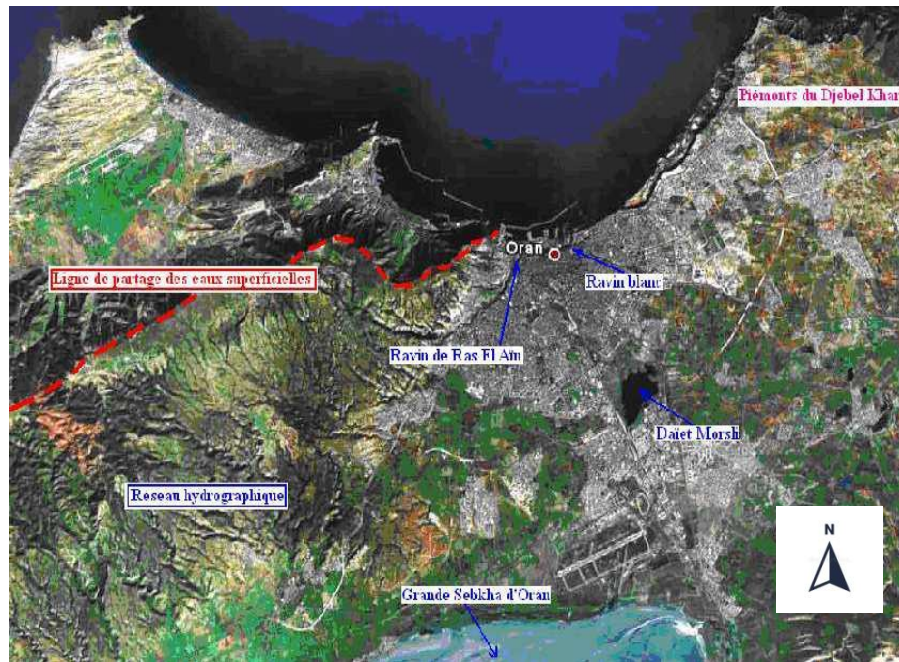 Piémonts du Djebel Khar
Oran
Ligne de partage des eaux superficielles
Ravin blanc
Ravin de Ras El Aïn
Daïet Morsli
Reseau hydrographique
N
Grande Sebkha d'Oran